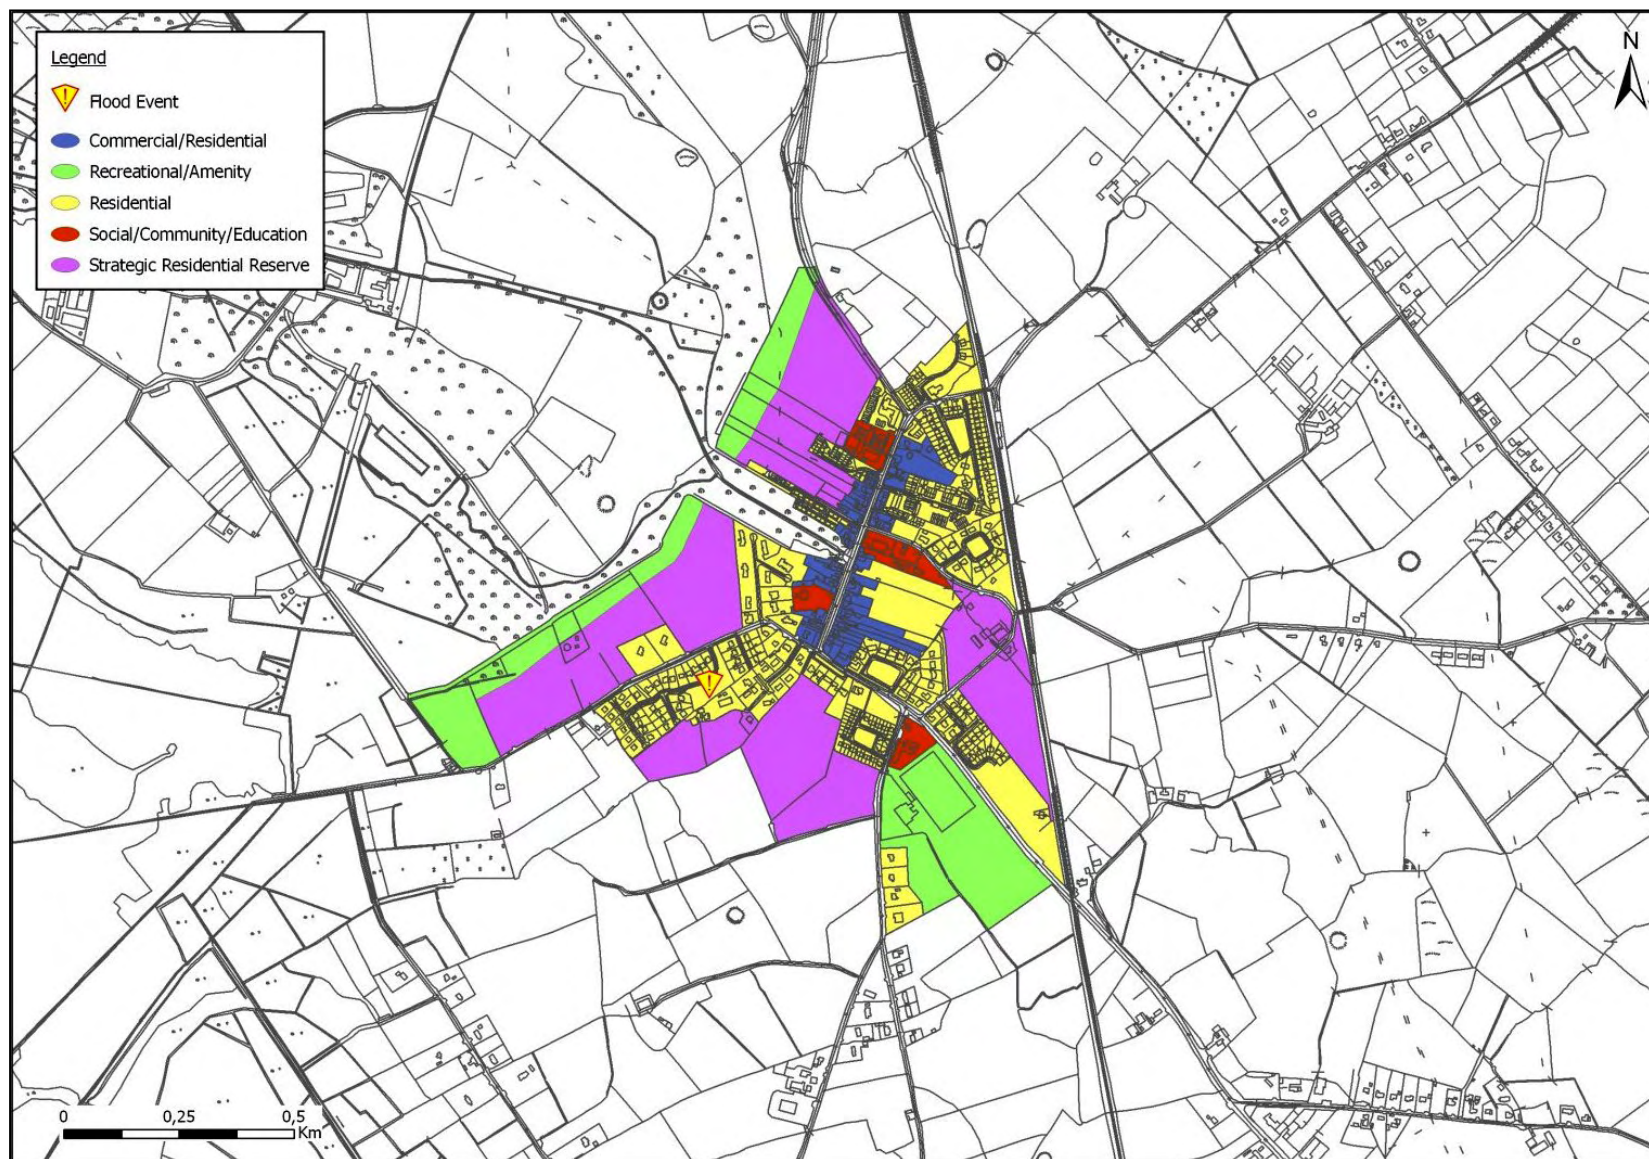 Legend
Flood Event
Commercial/Residential
Recreational/Amenity
Residential
Social/Community/Education
Strategic Residential Reserve
N
0 0,25 0,5
Km